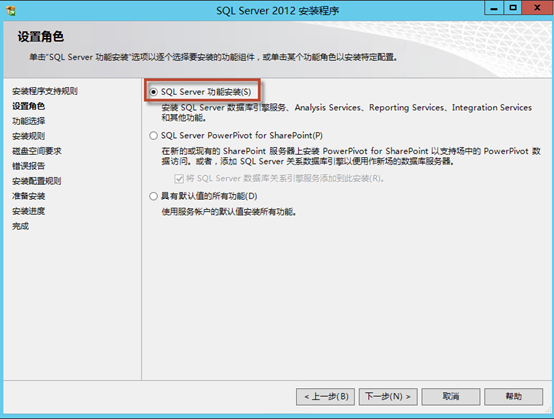 SQL Server 2012 安装程序
设置角色
单击“SQL Server 功能安装”选项以逐个选择要安装的功能组件，或单击某个功能角色以安装特定配置。
安装程序支持规则
设置角色
功能选择
安装规则
磁盘空间要求
错误报告
安装配置规则
准备安装
安装进度
完成
SQL Server 功能安装(S)
安装 SQL Server 数据库引擎服务、Analysis Services、Reporting Services、Integration Services
和其他功能。
SQL Server PowerPivot for SharePoint(P)
在新的或现有的 SharePoint 服务器上安装 PowerPivot for SharePoint 以支持场中的 PowerPivot 数
据访问。或者，添加 SQL Server 关系数据库引擎以便用作新场的数据库服务器。
将 SQL Server 数据库关系引擎服务添加到此安装(R)。
具有默认值的所有功能(D)
使用服务帐户的默认值安装所有功能。
< 上一步(B)
下一步(N) >
取消
帮助